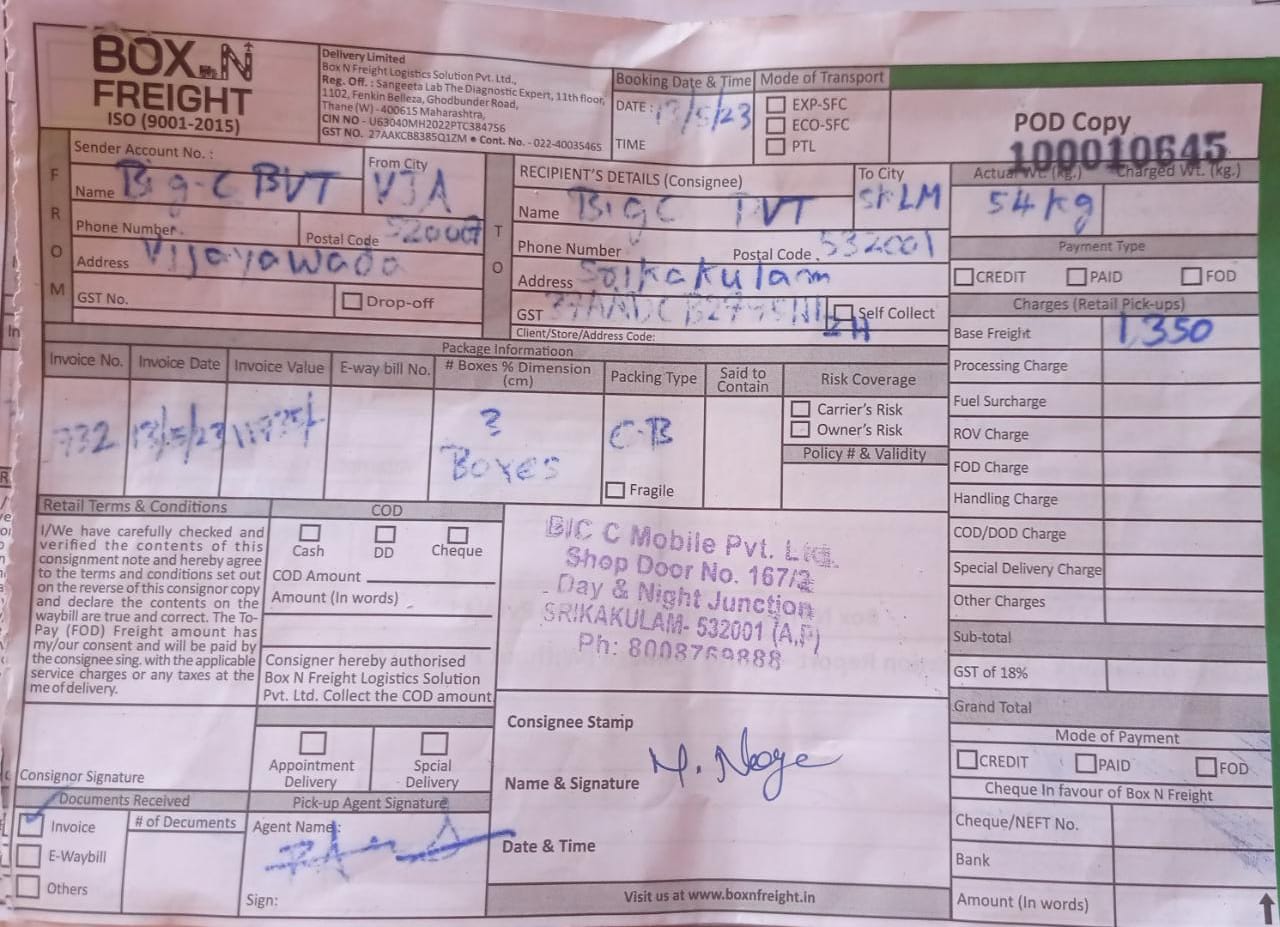 BOX N
FREIGHT
ISO (9001-2015)
Delivery Limited
Box N Freight Logistics Solution Pvt. Ltd.,
Reg. Off. : Sangeeta Lab The Diagnostic Expert, 11th floor,
1102, Fenkin Belleza, Ghodbunder Road,
Thane (W) - 400615 Maharashtra,
CIN NO - U63040MH2022PTC384756
GST NO. 27AAKCB8385Q1ZM ● Cont. No. - 022-40035465
Booking Date & Time
DATE : 13/5/23
TIME
Mode of Transport
EXP-SFC
ECO-SFC
PTL
POD Copy
100010645
FROM
Sender Account No. :
Name Big-C BVT
From City
VJA
Phone Number.
Postal Code 520007
Address Vijayawada
GST No.
Drop-off
TO
RECIPIENT'S DETAILS (Consignee)
Name Big C PVT
To City
SKLM
Phone Number
Postal Code 532001
Address Srikakulam
GST
Self Collect
Client/Store/Address Code:
Actual Wt. (kg.) Charged Wt. (kg.)
54 kg
Payment Type
CREDIT PAID FOD
Charges (Retail Pick-ups)
Base Freight 1,350
Processing Charge
Fuel Surcharge
ROV Charge
FOD Charge
Handling Charge
COD/DOD Charge
Special Delivery Charge
Other Charges
Sub-total
GST of 18%
Grand Total
Mode of Payment
CREDIT PAID FOD
Cheque In favour of Box N Freight
Cheque/NEFT No.
Bank
Amount (In words)
Package Informatioon
Invoice No. Invoice Date Invoice Value E-way bill No. # Boxes % Dimension (cm) Packing Type Said to Contain Risk Coverage
732 13/5/23
Boxes
C-B
Fragile
Carrier's Risk
Owner's Risk
Policy # & Validity
Retail Terms & Conditions
I/We have carefully checked and
verified the contents of this
consignment note and hereby agree
to the terms and conditions set out
on the reverse of this consignor copy
and declare the contents on the
waybill are true and correct. The To-
Pay (FOD) Freight amount has
my/our consent and will be paid by
the consignee sing. with the applicable
service charges or any taxes at the
me of delivery.
Consignor Signature
COD
Cash DD Cheque
COD Amount
Amount (In words)
Consigner hereby authorised
Box N Freight Logistics Solution
Pvt. Ltd. Collect the COD amount
Appointment Delivery
Spcial Delivery
BIG C Mobile Pvt. Ltd.
Shop Door No. 167/2
Day & Night Junction
SRIKAKULAM- 532001 (A.P)
Ph: 8008769888
Consignee Stamp
Name & Signature
Date & Time
Documents Received
Invoice
E-Waybill
Others
# of Documents
Pick-up Agent Signature
Agent Name :
Sign:
Visit us at www.boxnfreight.in